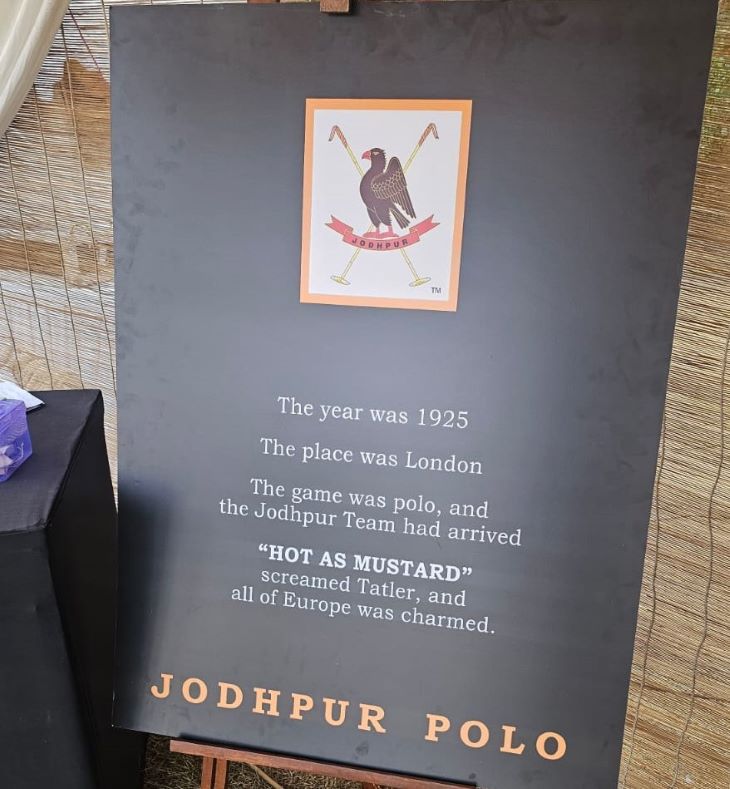 JODHPUR
TM
The year was 1925
The place was London
The game was polo, and
the Jodhpur Team had arrived
“HOT AS MUSTARD”
screamed Tatler, and
all of Europe was charmed.
JODHPUR POLO